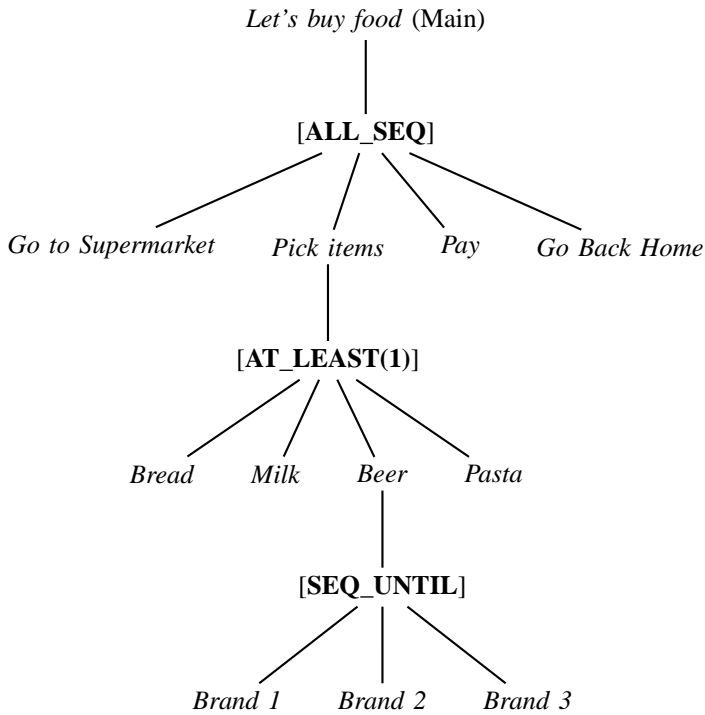 Let's buy food (Main)
[ALL_SEQ]
Go to Supermarket Pick items Pay Go Back Home
[AT_LEAST(1)]
Bread Milk Beer Pasta
[SEQ_UNTIL]
Brand 1 Brand 2 Brand 3